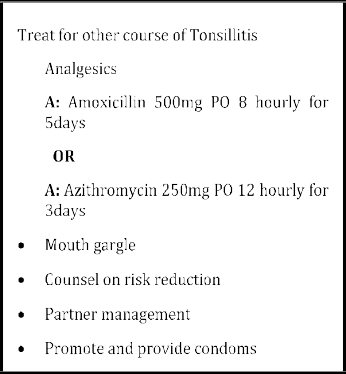 Treat for other course of Tonsillitis
Analgesics
A: Amoxicillin 500mg PO 8 hourly for
5days
OR
A: Azithromycin 250mg PO 12 hourly for
3days
• Mouth gargle
• Counsel on risk reduction
• Partner management
• Promote and provide condoms